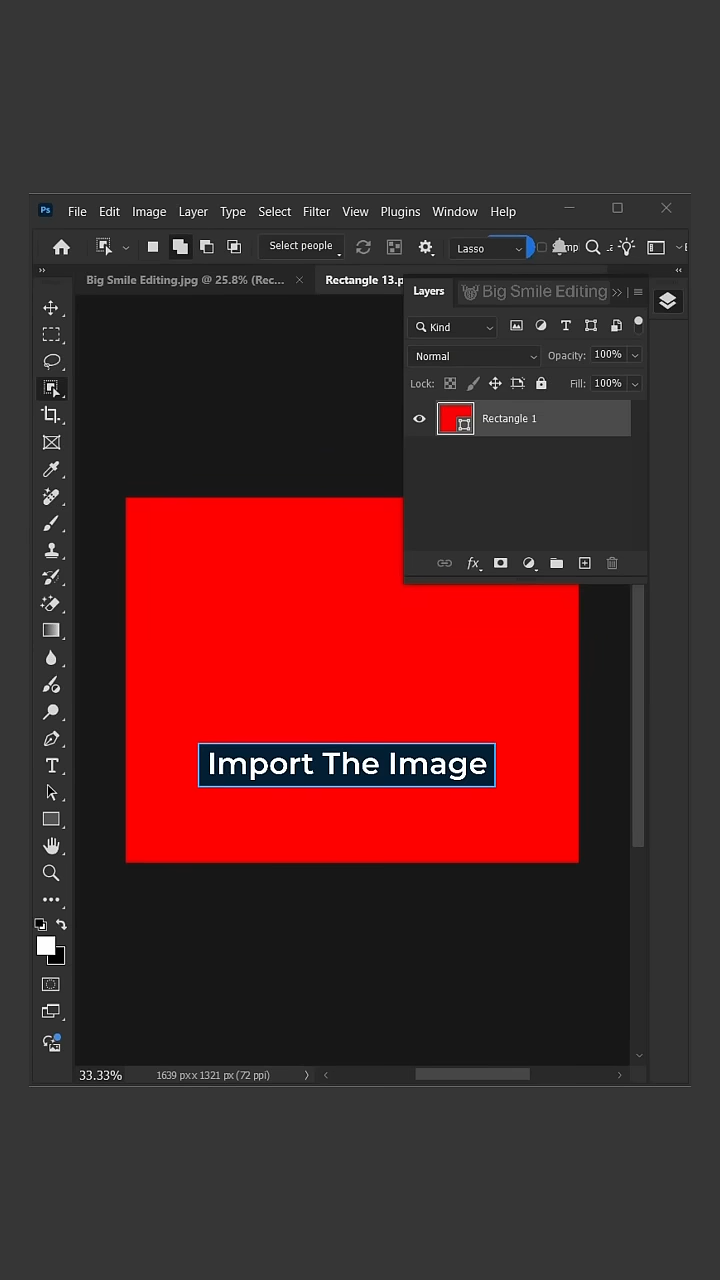 Ps File Edit Image Layer Type Select Filter View Plugins Window Help
Select people Lasso
Big Smile Editing.jpg @ 25.8% (Rec... × Rectangle 13.p
Layers Big Smile Editing
Kind
Normal Opacity: 100%
Lock: Fill: 100%
Rectangle 1
fx
Import The Image
33.33% 1639 px x 1321 px (72 ppi)